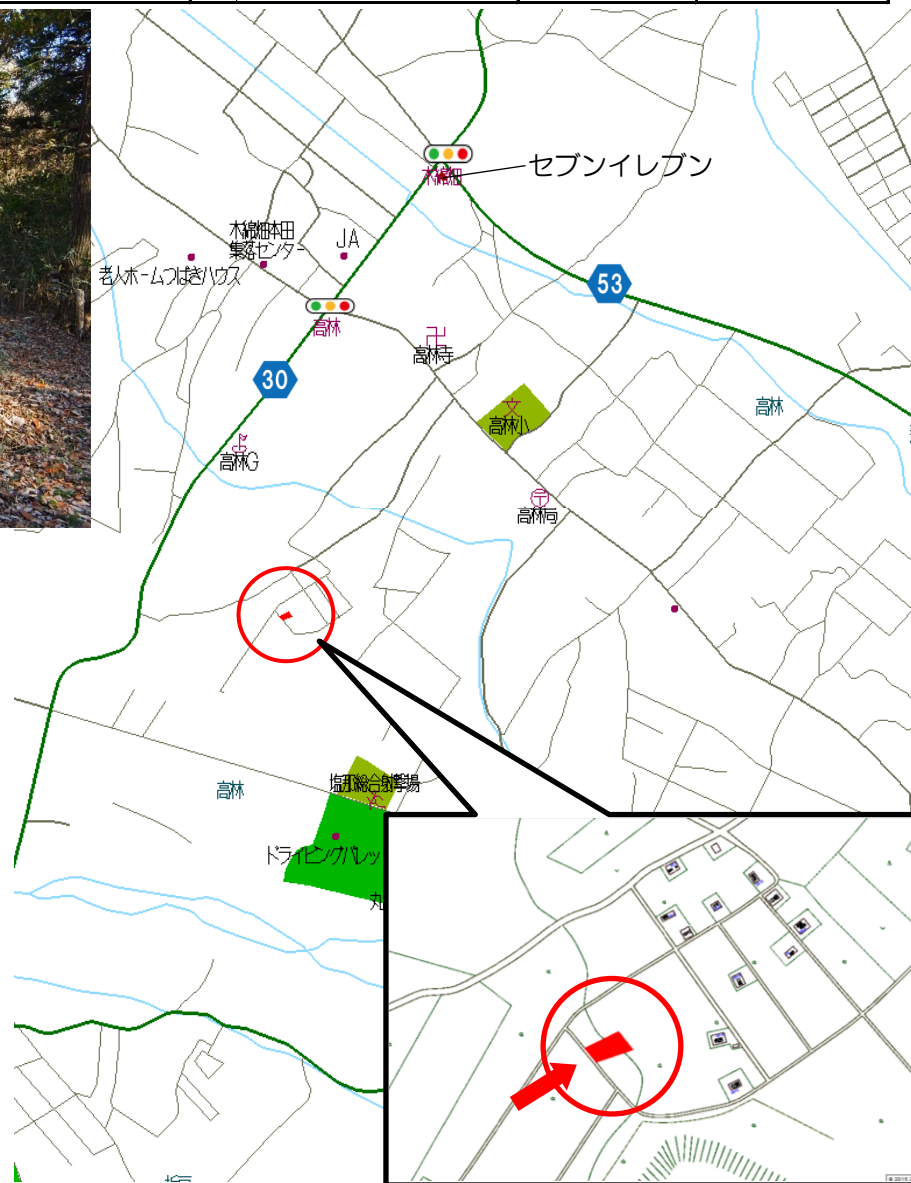 セブンイレブン
木綿畑
木綿畑本田
集落センター
JA
老人ホームつばきハウス
53
高林
高林寺
30
高林
文
高林小
高林G
高林局
塩原総合射撃場
高林
ドライビングパレッ
丸